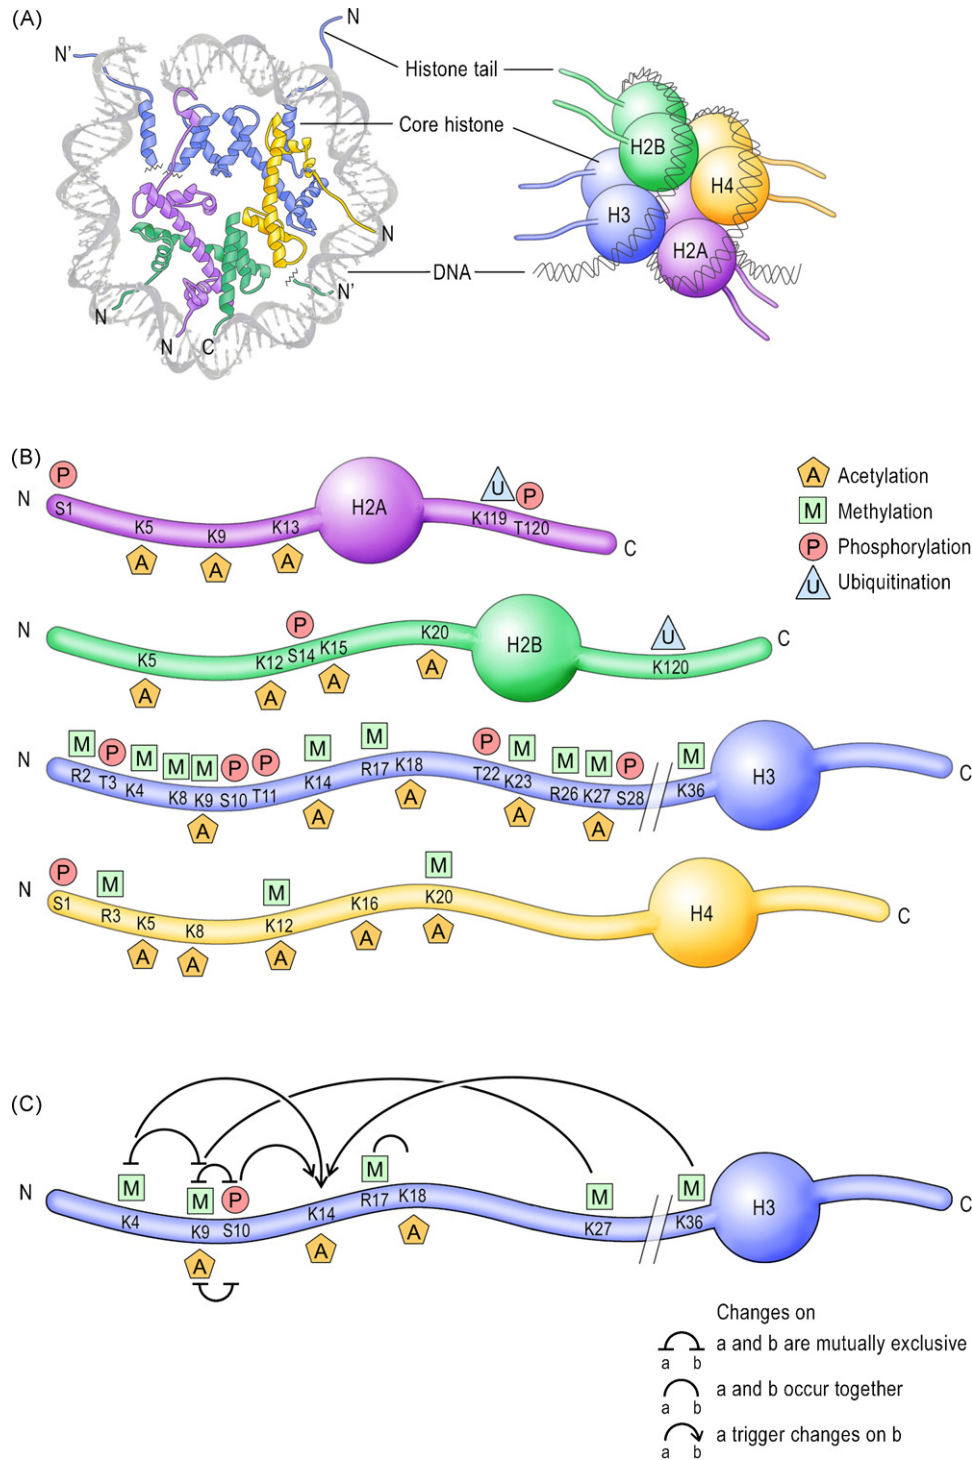 (A)
N
N'
Histone tail
Core histone
H2B
H4
H3
H2A
N
DNA
N'
N
N
C
(B)
P
N
S1
K5
K9
K13
H2A
U
P
K119
T120
C
A
A
A
A Acetylation
M Methylation
P Phosphorylation
U Ubiquitination
N
P
K5
K12
S14
K15
K20
H2B
U
K120
C
A
A
A
A
N
M
P
M
M
M
P
P
M
M
P
M
M
M
P
M
R2
T3
K4
K8
K9
S10
T11
K14
R17
K18
T22
K23
R26
K27
S28
K36
H3
C
A
A
A
A
A
N
P
M
M
M
S1
R3
K5
K8
K12
K16
K20
H4
C
A
A
A
A
A
(C)
N
M
M
P
M
M
M
K4
K9
S10
K14
R17
K18
K27
K36
H3
C
A
A
A
Changes on
a b a and b are mutually exclusive
a b a and b occur together
a b a trigger changes on b